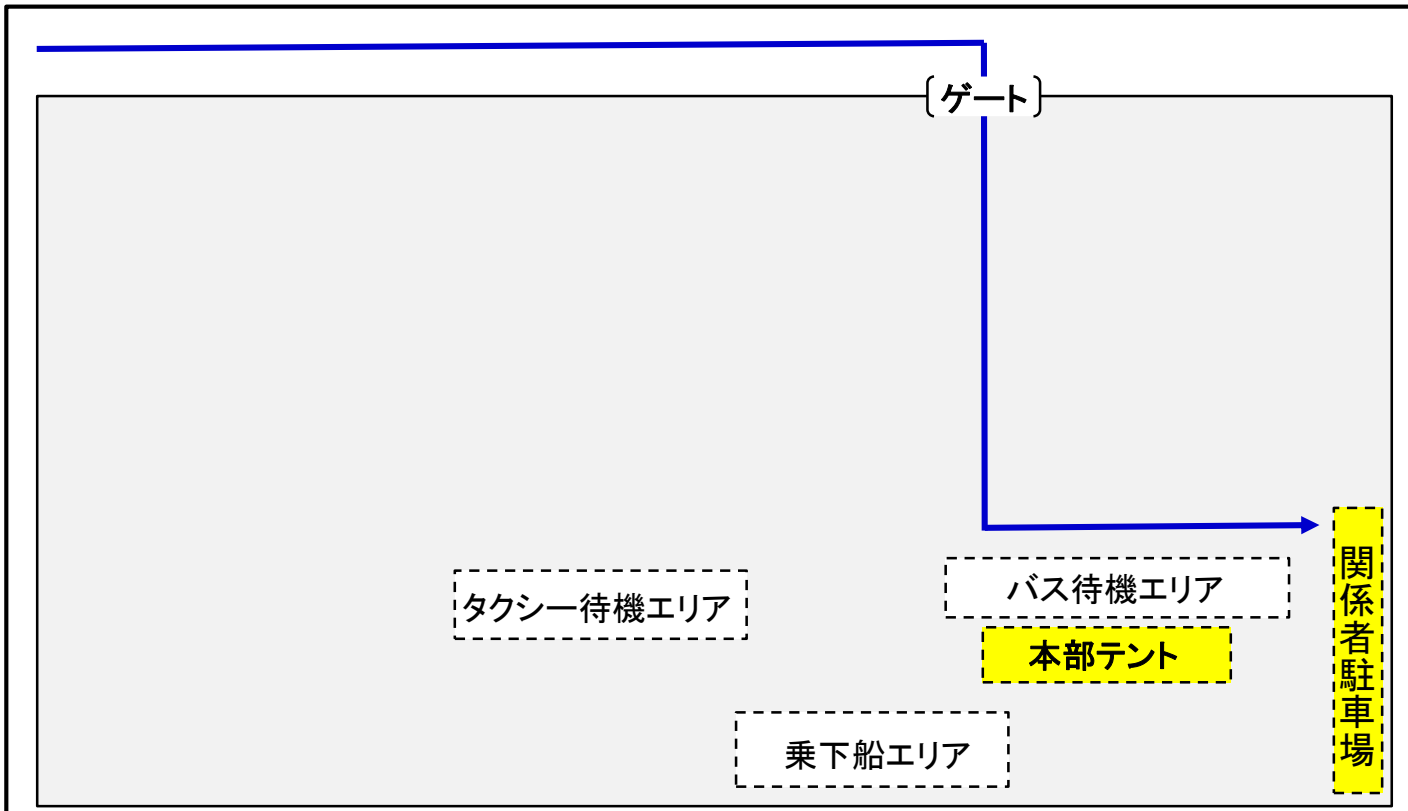 ゲート
バス待機エリア
タクシー待機エリア
本部テント
乗下船エリア
関係者駐車場